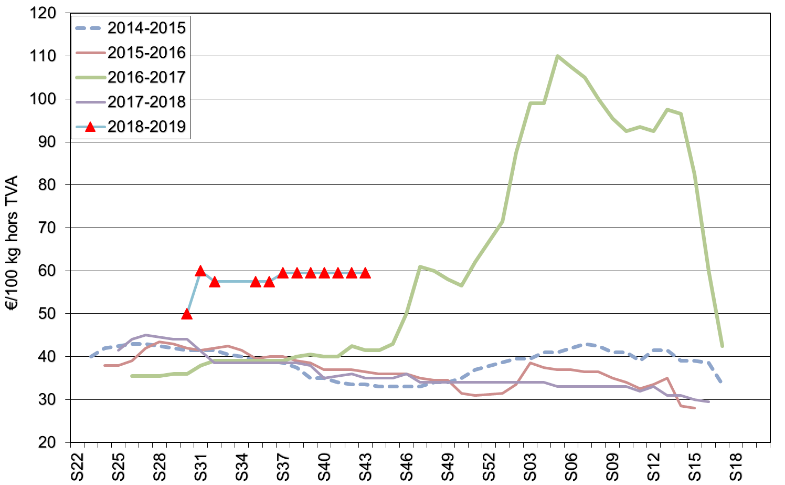 2014-2015
2015-2016
2016-2017
2017-2018
2018-2019
€/100 kg hors TVA
120
110
100
90
80
70
60
50
40
30
20
S22
S25
S28
S31
S34
S37
S40
S43
S46
S49
S52
S03
S06
S09
S12
S15
S18